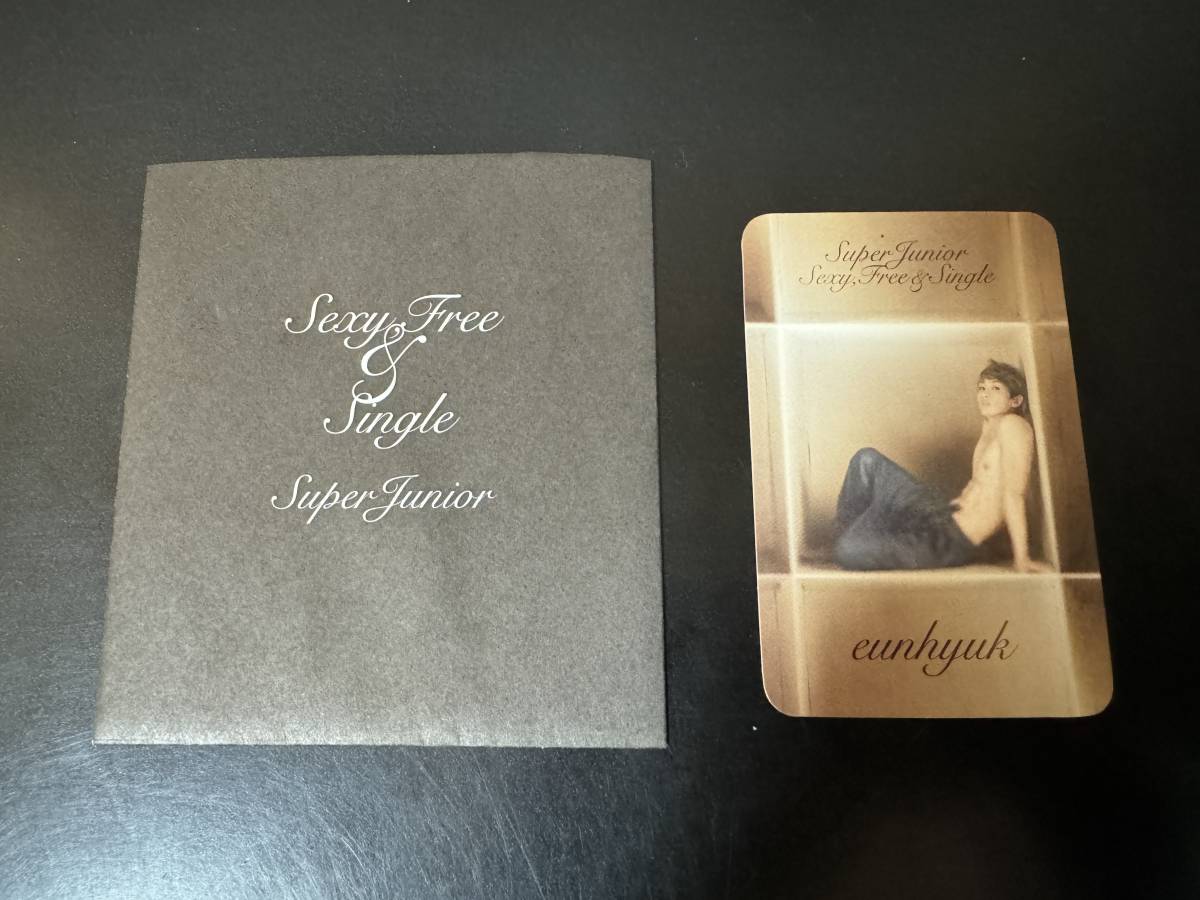 Sexy, Free
&
Single
Super Junior
Super Junior
Sexy, Free & Single
eunhyuk